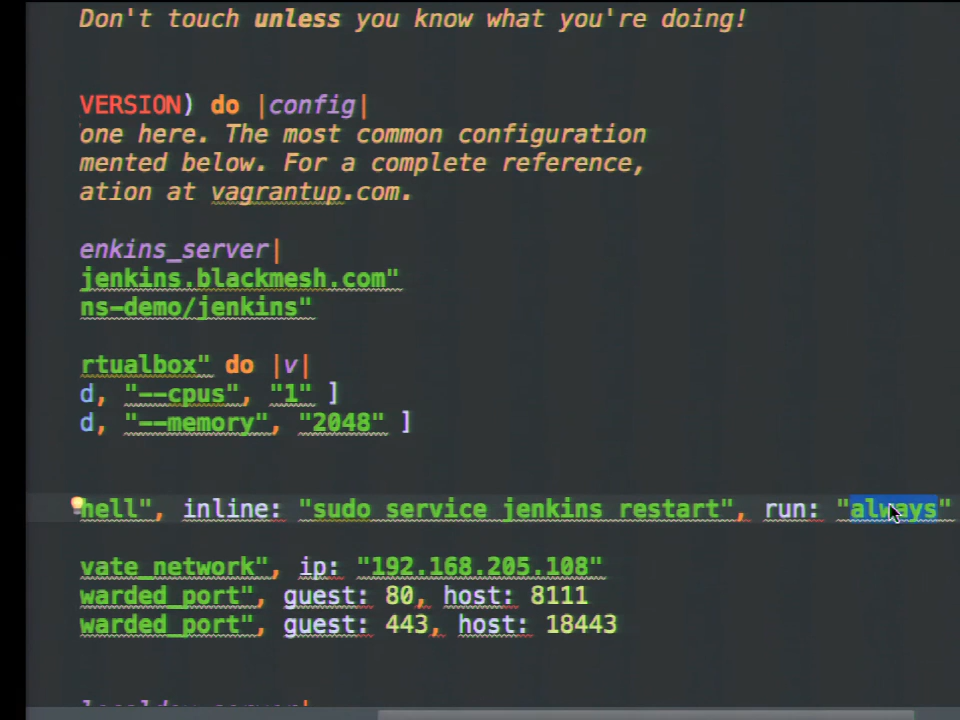 Don't touch unless you know what you're doing!
VERSION) do |config|
one here. The most common configuration
mented below. For a complete reference,
ation at vagrantup.com.
enkins_server|
jenkins.blackmesh.com"
ns-demo/jenkins"
rtualbox" do |v|
d, "--cpus", "1" ]
d, "--memory", "2048" ]
hell", inline: "sudo service jenkins restart", run: "always"
vate_network", ip: "192.168.205.108"
warded_port", guest: 80, host: 8111
warded_port", guest: 443, host: 18443